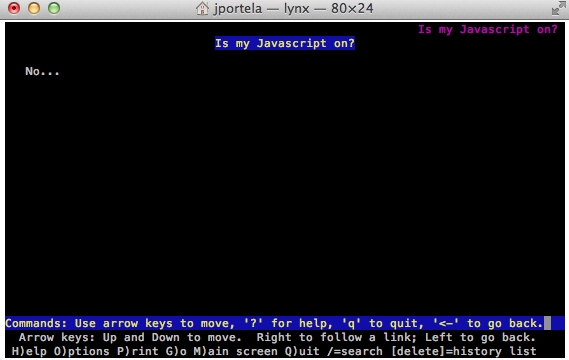 jportela — lynx — 80×24
Is my Javascript on?
Is my Javascript on?
No...
Commands: Use arrow keys to move, '?' for help, 'q' to quit, '<-' to go back.
Arrow keys: Up and Down to move.  Right to follow a link; Left to go back.
H)elp O)ptions P)rint G)o M)ain screen Q)uit /=search [delete]=history list